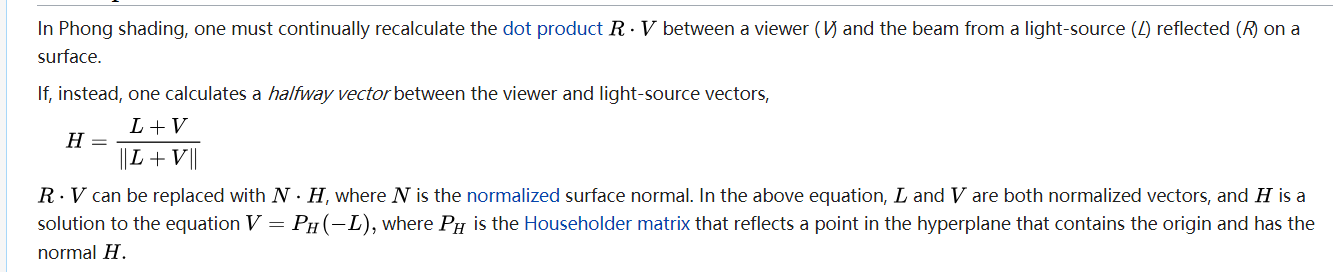 In Phong shading, one must continually recalculate the dot product R · V between a viewer (V) and the beam from a light-source (L) reflected (R) on a
surface.
If, instead, one calculates a halfway vector between the viewer and light-source vectors,
H = (L + V) / ‖L + V‖
R · V can be replaced with N · H, where N is the normalized surface normal. In the above equation, L and V are both normalized vectors, and H is a
solution to the equation V = P_H(−L), where P_H is the Householder matrix that reflects a point in the hyperplane that contains the origin and has the
normal H.